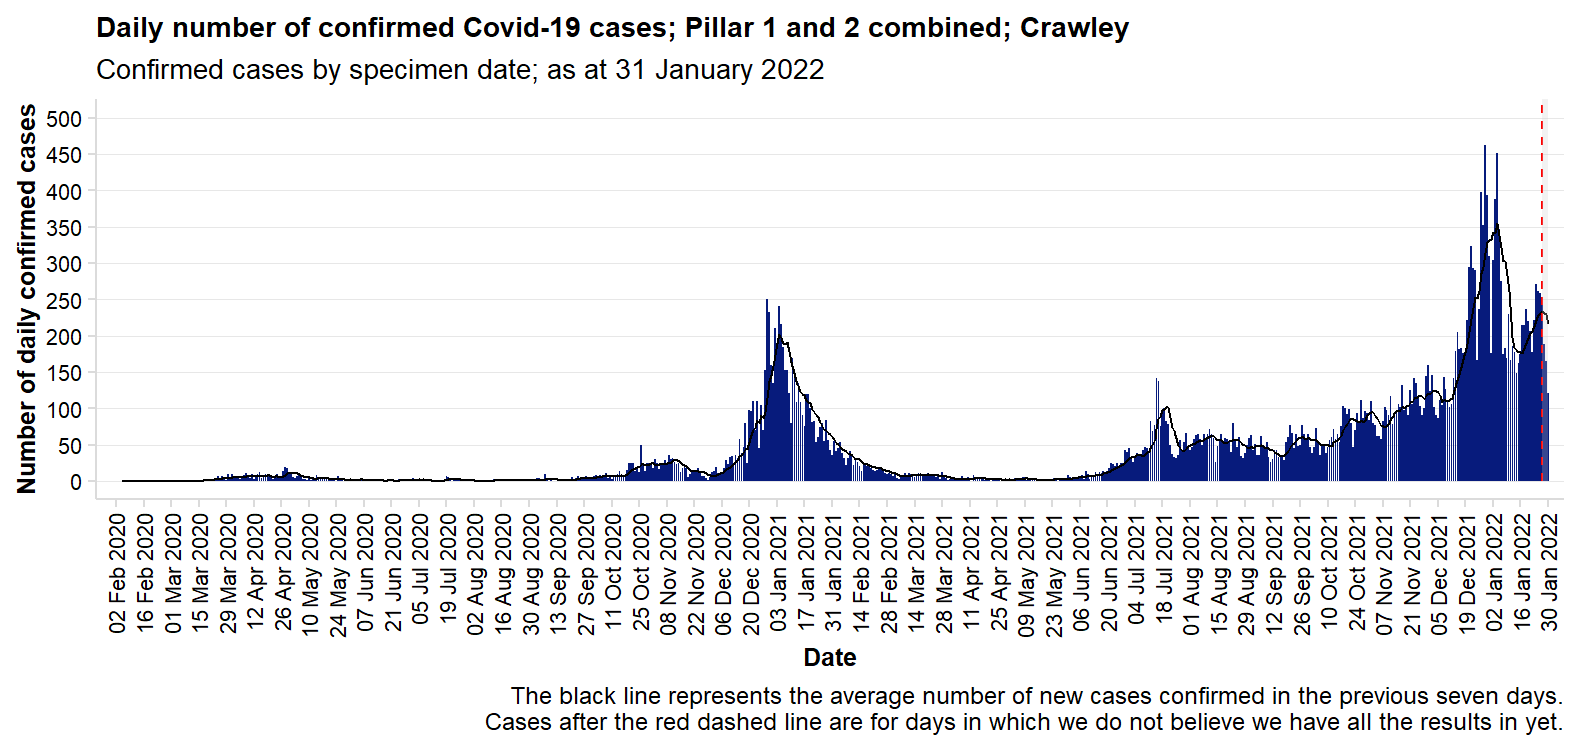 Daily number of confirmed Covid-19 cases; Pillar 1 and 2 combined; Crawley
Confirmed cases by specimen date; as at 31 January 2022
Number of daily confirmed cases
500
450
400
350
300
250
200
150
100
50
0
02 Feb 2020
16 Feb 2020
01 Mar 2020
15 Mar 2020
29 Mar 2020
12 Apr 2020
26 Apr 2020
10 May 2020
24 May 2020
07 Jun 2020
21 Jun 2020
05 Jul 2020
19 Jul 2020
02 Aug 2020
16 Aug 2020
30 Aug 2020
13 Sep 2020
27 Sep 2020
11 Oct 2020
25 Oct 2020
08 Nov 2020
22 Nov 2020
06 Dec 2020
20 Dec 2020
03 Jan 2021
17 Jan 2021
31 Jan 2021
14 Feb 2021
28 Feb 2021
14 Mar 2021
28 Mar 2021
11 Apr 2021
25 Apr 2021
09 May 2021
23 May 2021
06 Jun 2021
20 Jun 2021
04 Jul 2021
18 Jul 2021
01 Aug 2021
15 Aug 2021
29 Aug 2021
12 Sep 2021
26 Sep 2021
10 Oct 2021
24 Oct 2021
07 Nov 2021
21 Nov 2021
05 Dec 2021
19 Dec 2021
02 Jan 2022
16 Jan 2022
30 Jan 2022
Date
The black line represents the average number of new cases confirmed in the previous seven days.
Cases after the red dashed line are for days in which we do not believe we have all the results in yet.